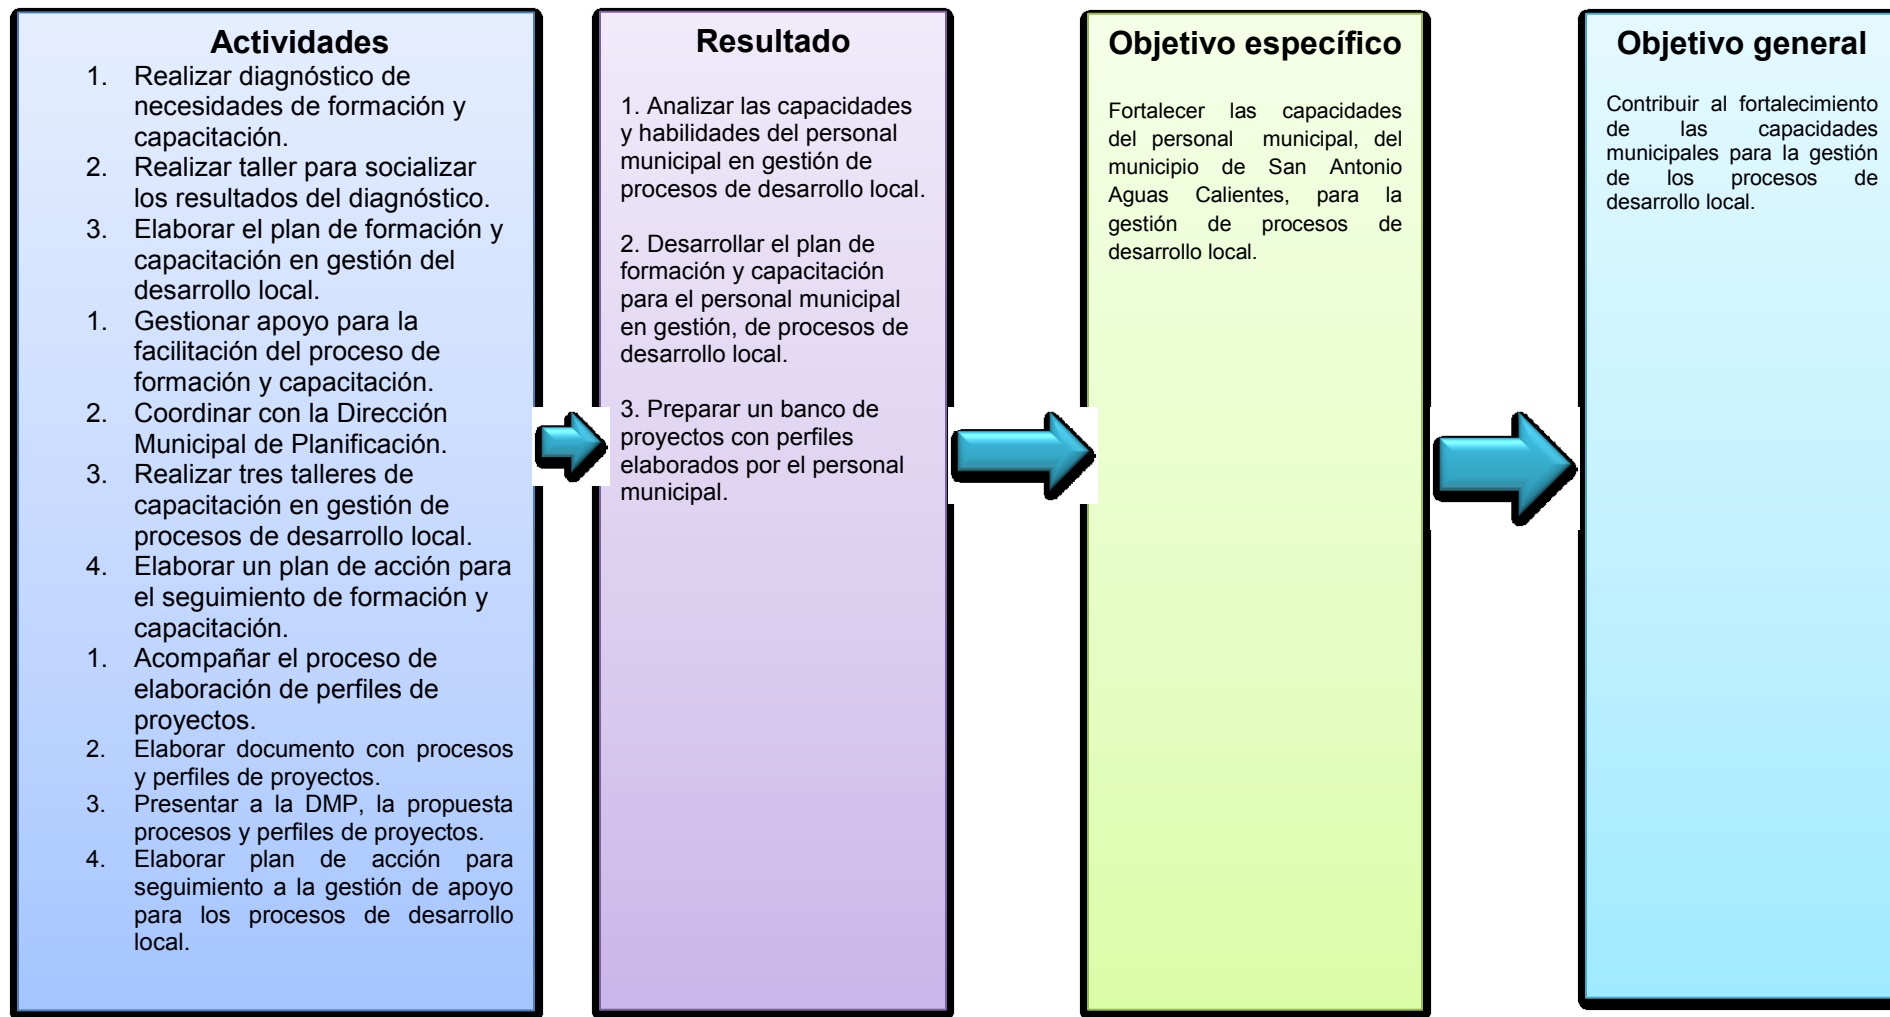 Actividades
1. Realizar diagnóstico de
necesidades de formación y
capacitación.
2. Realizar taller para socializar
los resultados del diagnóstico.
3. Elaborar el plan de formación y
capacitación en gestión del
desarrollo local.
1. Gestionar apoyo para la
facilitación del proceso de
formación y capacitación.
2. Coordinar con la Dirección
Municipal de Planificación.
3. Realizar tres talleres de
capacitación en gestión de
procesos de desarrollo local.
4. Elaborar un plan de acción para
el seguimiento de formación y
capacitación.
1. Acompañar el proceso de
elaboración de perfiles de
proyectos.
2. Elaborar documento con procesos
y perfiles de proyectos.
3. Presentar a la DMP, la propuesta
procesos y perfiles de proyectos.
4. Elaborar plan de acción para
seguimiento a la gestión de apoyo
para los procesos de desarrollo
local.
Resultado
1. Analizar las capacidades
y habilidades del personal
municipal en gestión de
procesos de desarrollo local.
2. Desarrollar el plan de
formación y capacitación
para el personal municipal
en gestión, de procesos de
desarrollo local.
3. Preparar un banco de
proyectos con perfiles
elaborados por el personal
municipal.
Objetivo específico
Fortalecer las capacidades
del personal municipal, del
municipio de San Antonio
Aguas Calientes, para la
gestión de procesos de
desarrollo local.
Objetivo general
Contribuir al fortalecimiento
de las capacidades
municipales para la gestión
de los procesos de
desarrollo local.